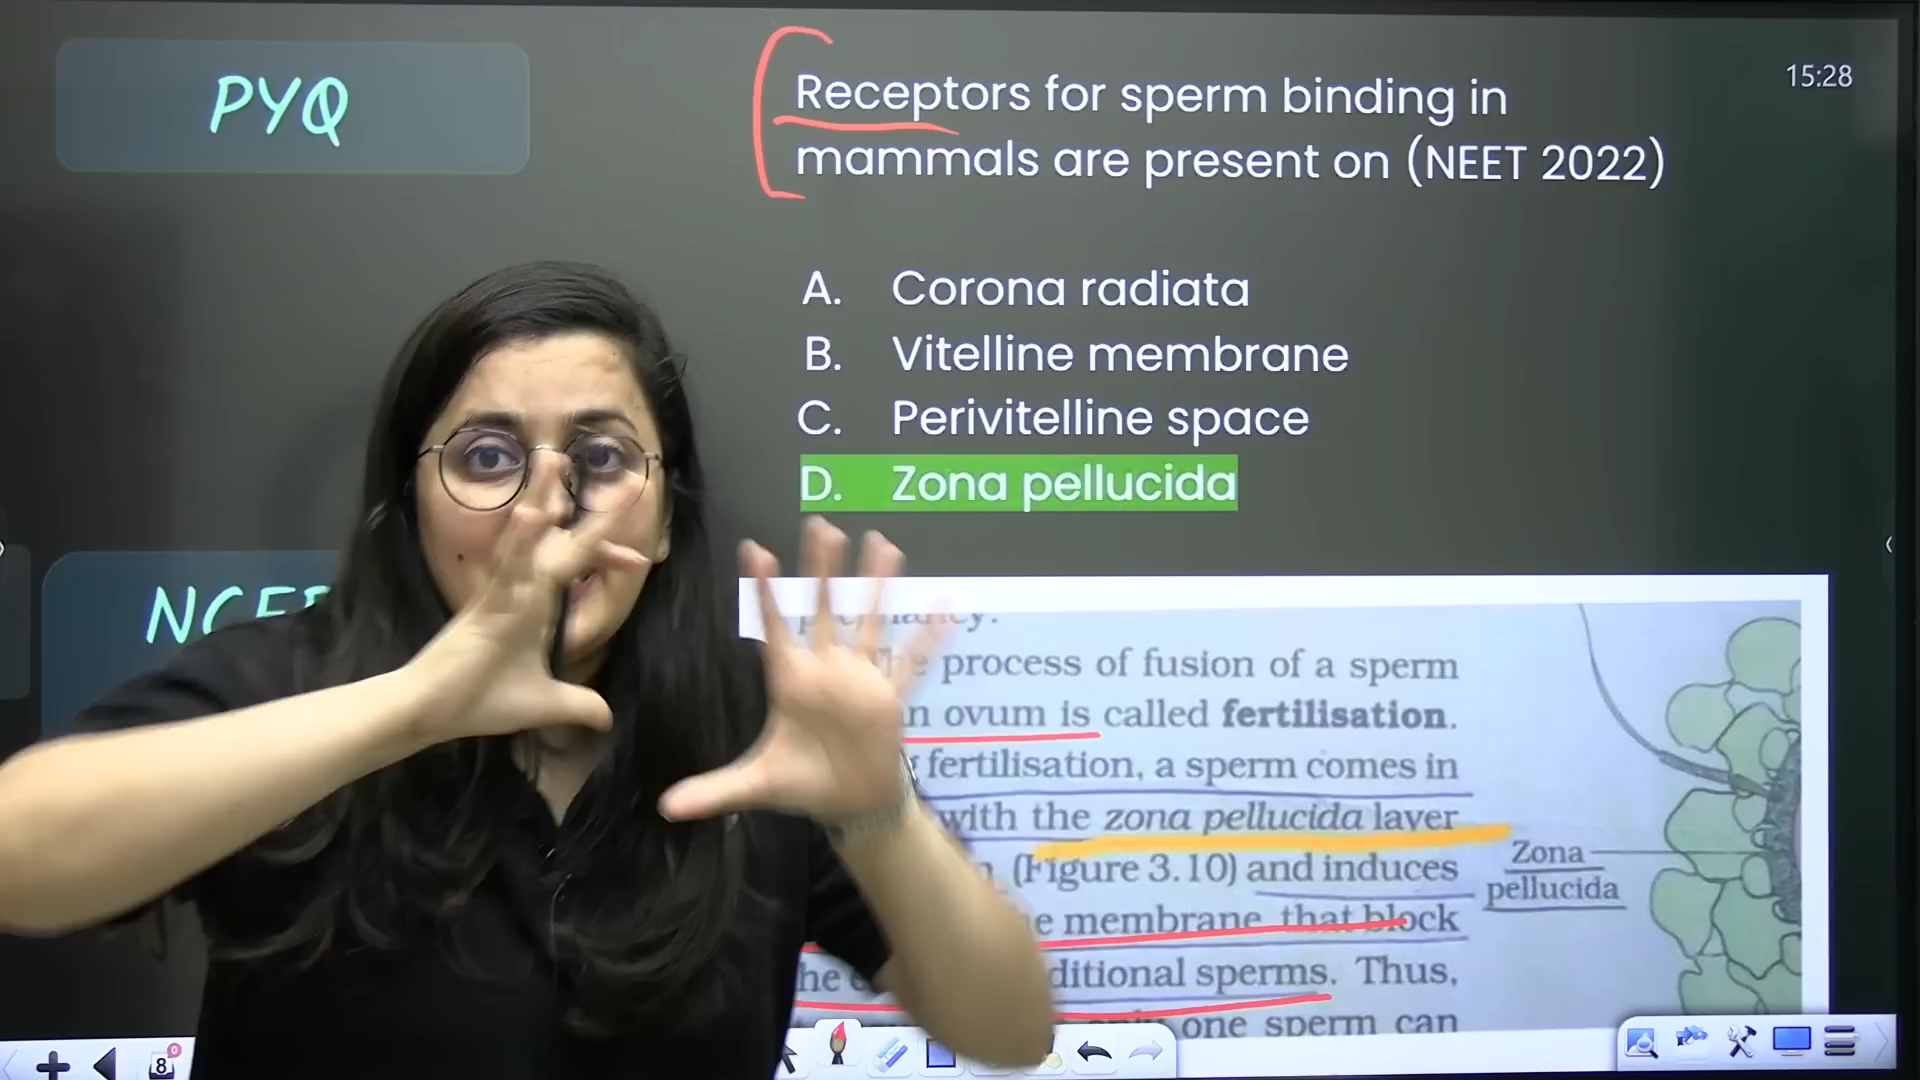 PYQ
Receptors for sperm binding in
mammals are present on (NEET 2022)
15:28
A. Corona radiata
B. Vitelline membrane
C. Perivitelline space
D. Zona pellucida
process of fusion of a sperm
ovum is called fertilisation.
fertilisation, a sperm comes in
with the zona pellucida layer
(Figure 3.10) and induces
membrane that block
sperms. Thus,
one sperm can
Zona
pellucida
8
0